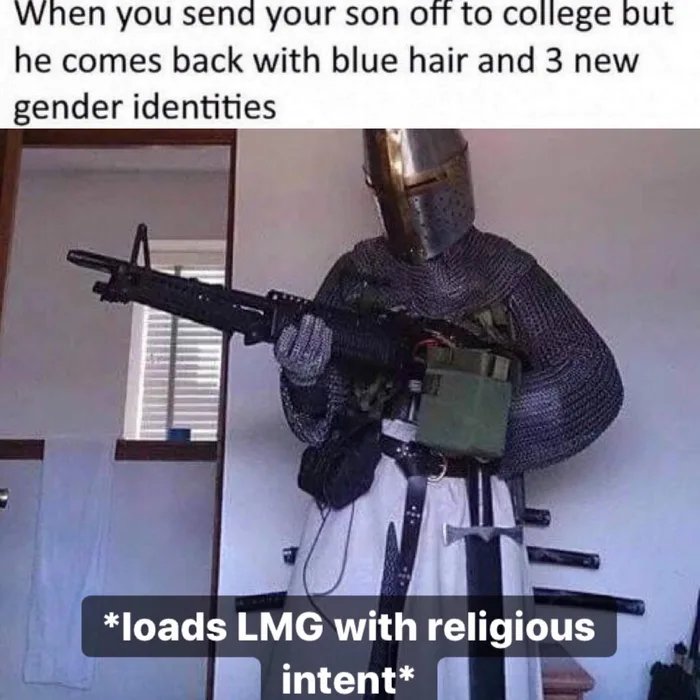 When you send your son off to college but
he comes back with blue hair and 3 new
gender identities
*loads LMG with religious
intent*